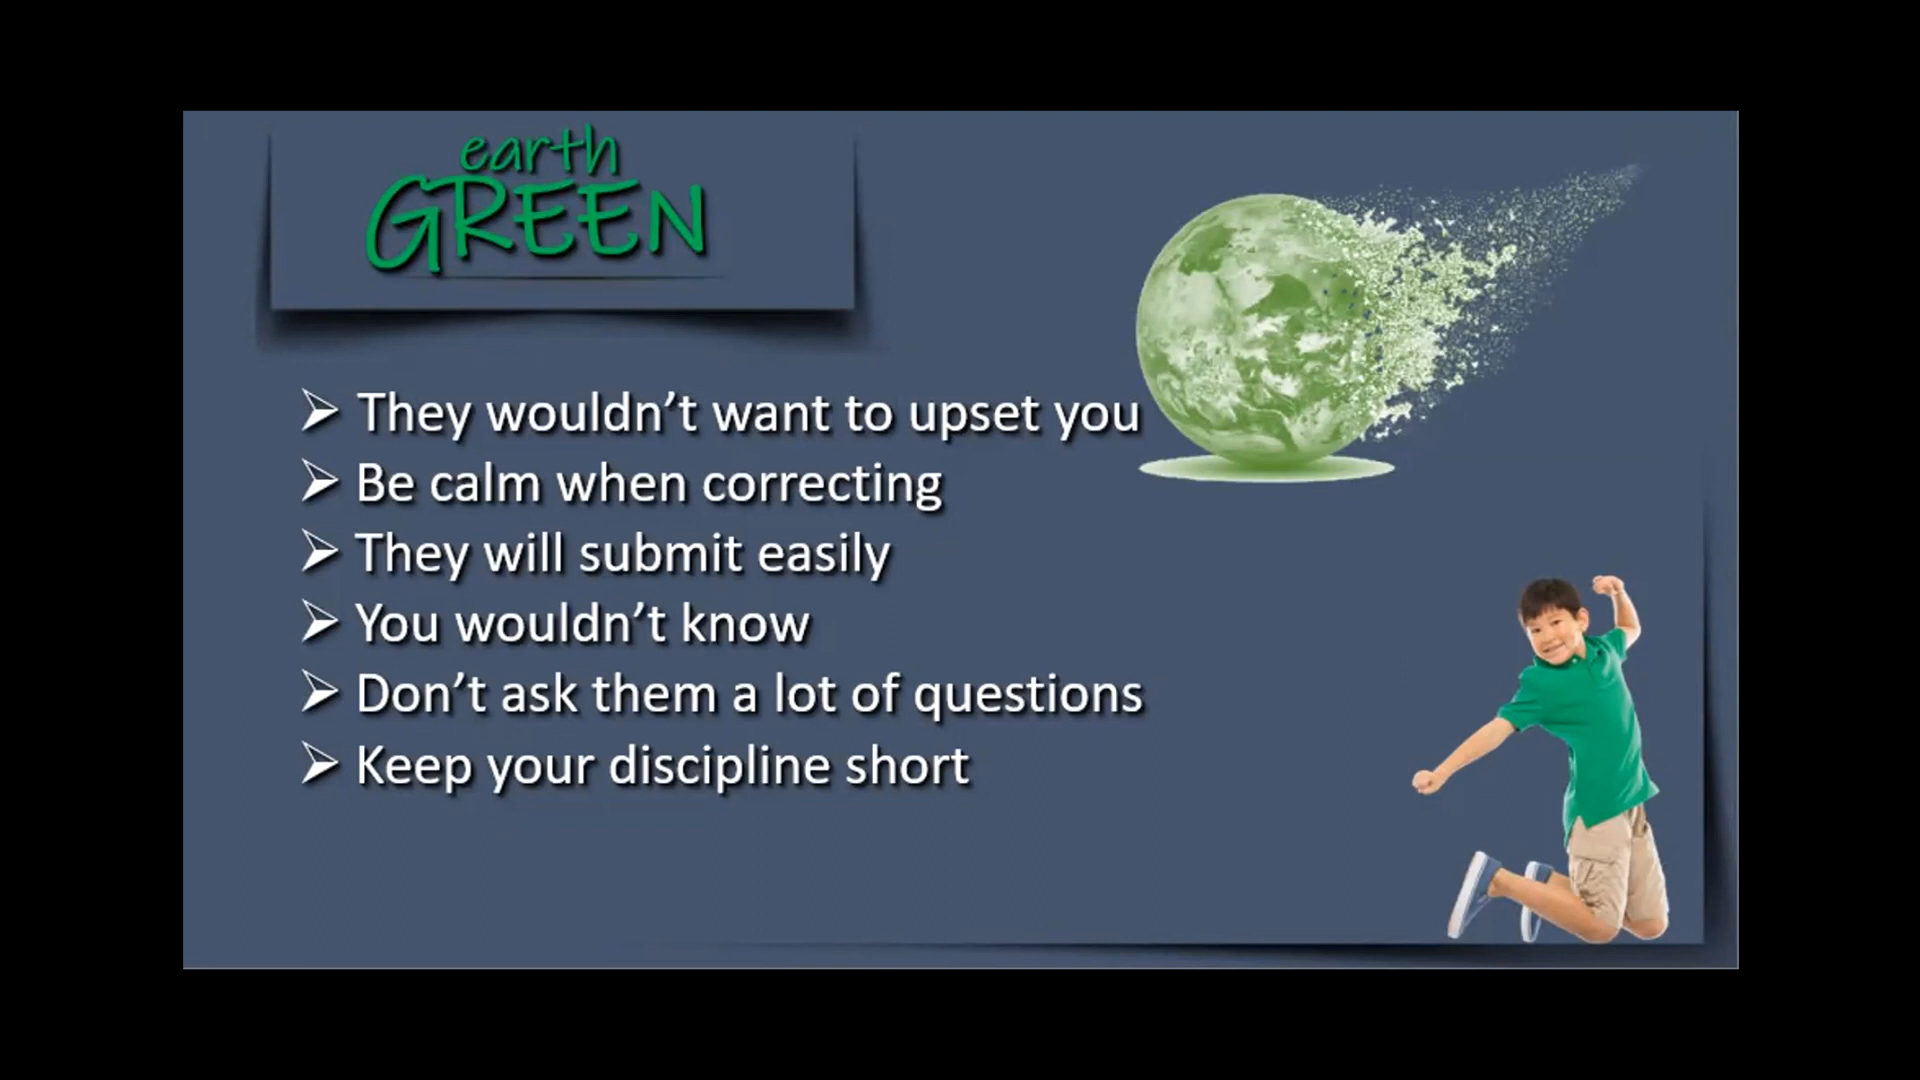 earth
GREEN
They wouldn’t want to upset you
Be calm when correcting
They will submit easily
You wouldn’t know
Don’t ask them a lot of questions
Keep your discipline short